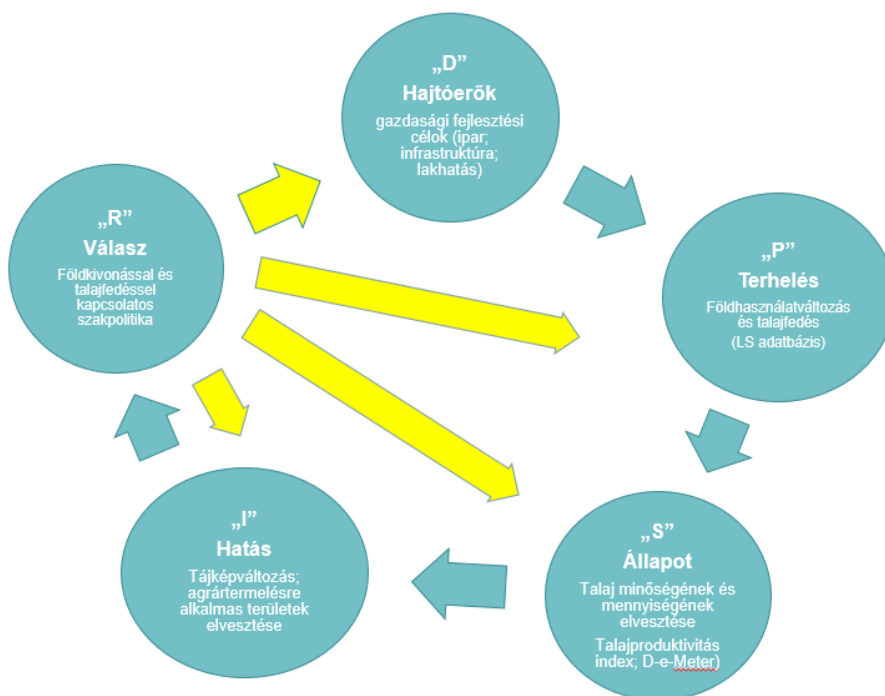 „D”
Hajtóerők
gazdasági fejlesztési
célok (ipar;
infrastruktúra;
lakhatás)
„P”
Terhelés
Földhasználatváltozás
és talajfedés
(LS adatbázis)
„S”
Állapot
Talaj minőségének és
mennyiségének
elvesztése
Talajproduktivitás
index; D-e-Meter)
„I”
Hatás
Tájképváltozás;
agrártermelésre
alkalmas területek
elvesztése
„R”
Válasz
Földkivonással és
talajfedéssel
kapcsolatos
szakpolitika